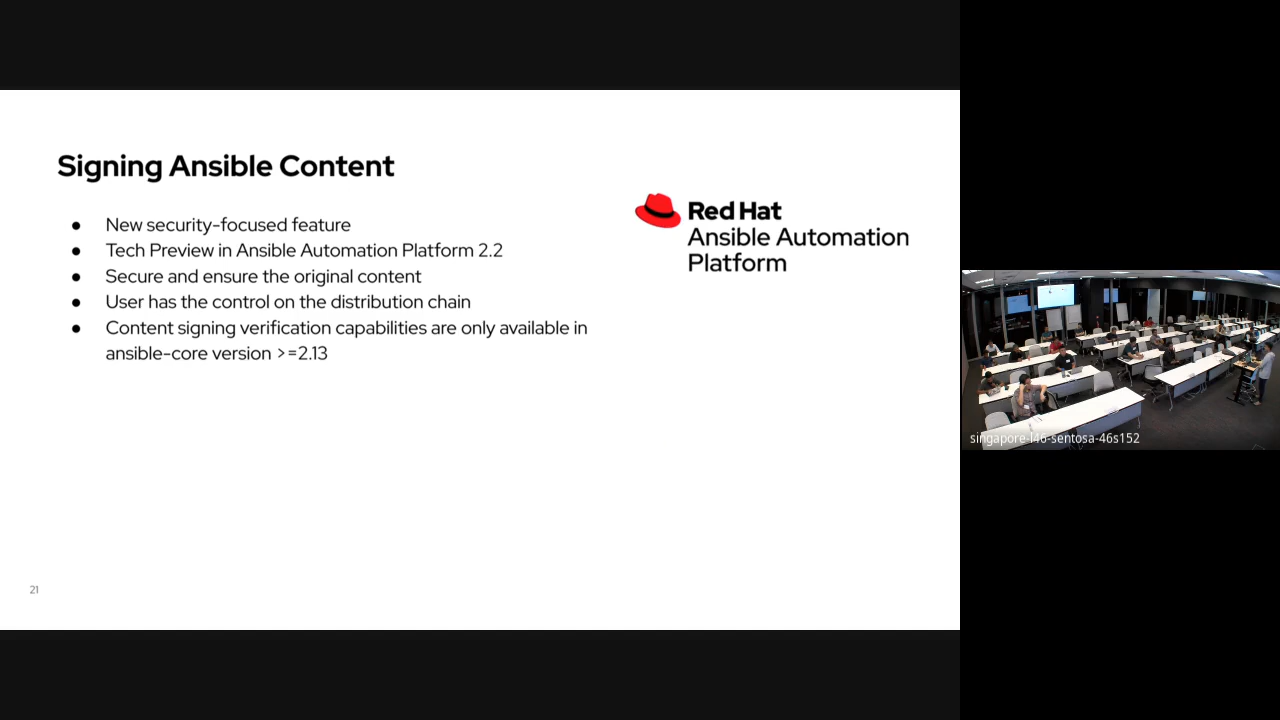 Signing Ansible Content
● New security-focused feature
● Tech Preview in Ansible Automation Platform 2.2
● Secure and ensure the original content
● User has the control on the distribution chain
● Content signing verification capabilities are only available in
ansible-core version >=2.13
Red Hat
Ansible Automation
Platform
21
singapore-l46-sentosa-46s152